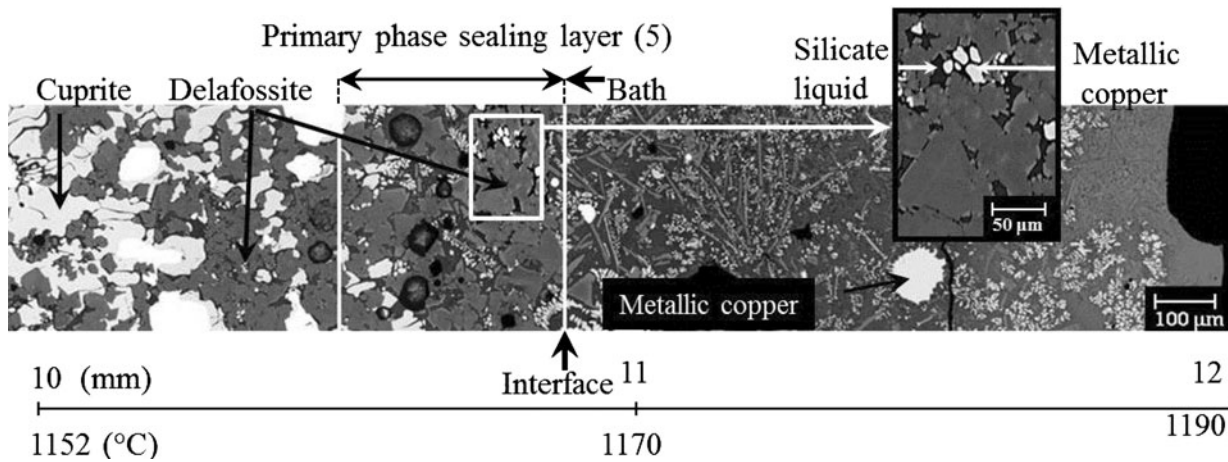 Primary phase sealing layer (5)
Cuprite
Delafossite
Bath
Silicate
liquid
Metallic
copper
50 µm
Metallic copper
100 µm
10 (mm)
Interface
11
12
1152 (°C)
1170
1190